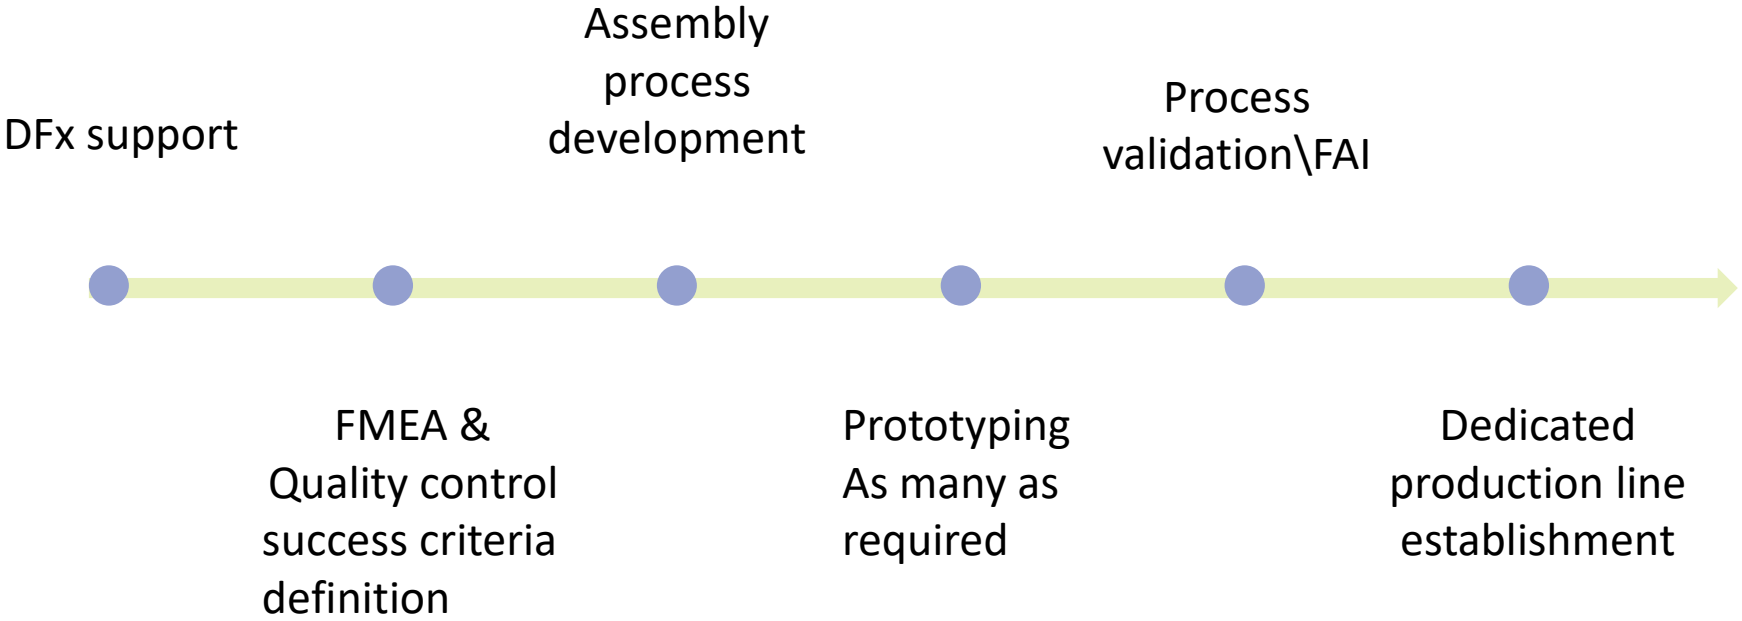 DFx support
FMEA &
Quality control
success criteria
definition
Assembly
process
development
Prototyping
As many as
required
Process
validation\FAI
Dedicated
production line
establishment